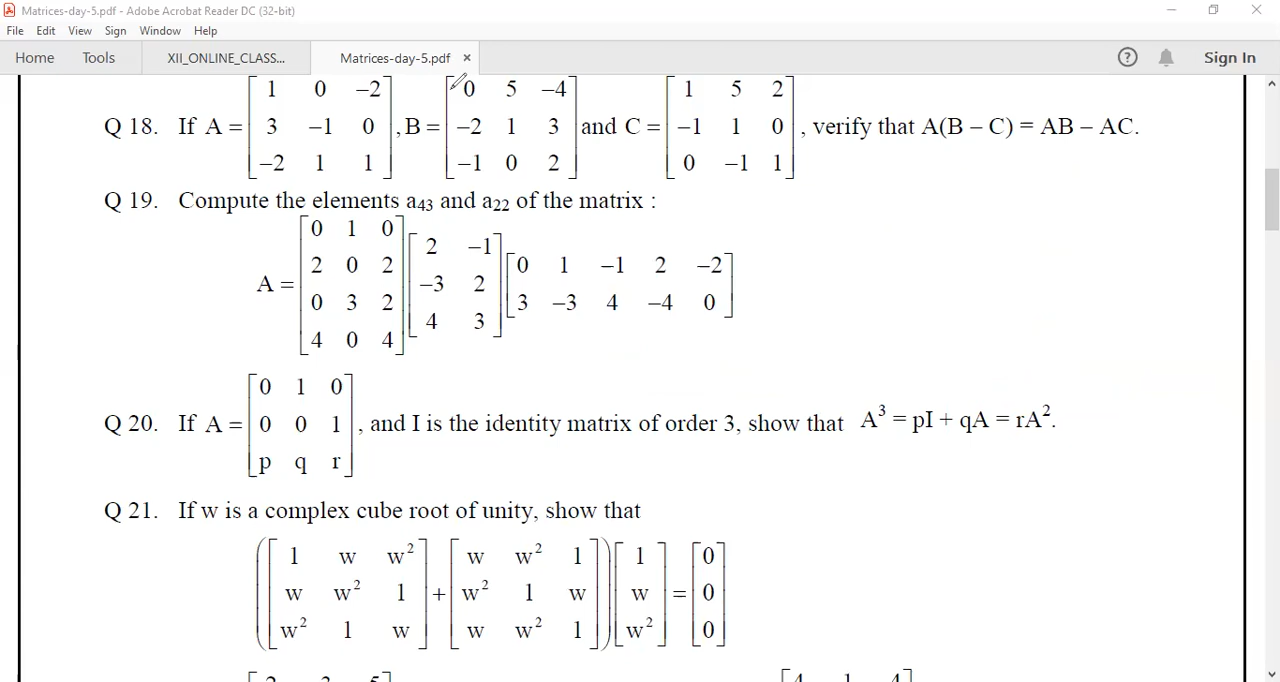 Matrices-day-5.pdf - Adobe Acrobat Reader DC (32-bit)
File Edit View Sign Window Help
Home Tools XII_ONLINE_CLASS... Matrices-day-5.pdf × Sign In
Q 18. If A = [1 0 −2; 3 −1 0; −2 1 1], B = [0 5 −4; −2 1 3; −1 0 2] and C = [1 5 2; −1 1 0; 0 −1 1], verify that A(B − C) = AB − AC.
Q 19. Compute the elements a₄₃ and a₂₂ of the matrix :
A = [0 1 0; 2 0 2; 0 3 2; 4 0 4] [2 −1; −3 2; 4 3] [0 1 −1 2 −2; 3 −3 4 −4 0]
Q 20. If A = [0 1 0; 0 0 1; p q r], and I is the identity matrix of order 3, show that A³ = pI + qA = rA².
Q 21. If w is a complex cube root of unity, show that
([1 w w²; w w² 1; w² 1 w] + [w w² 1; w² 1 w; w w² 1]) [1; w; w²] = [0; 0; 0]